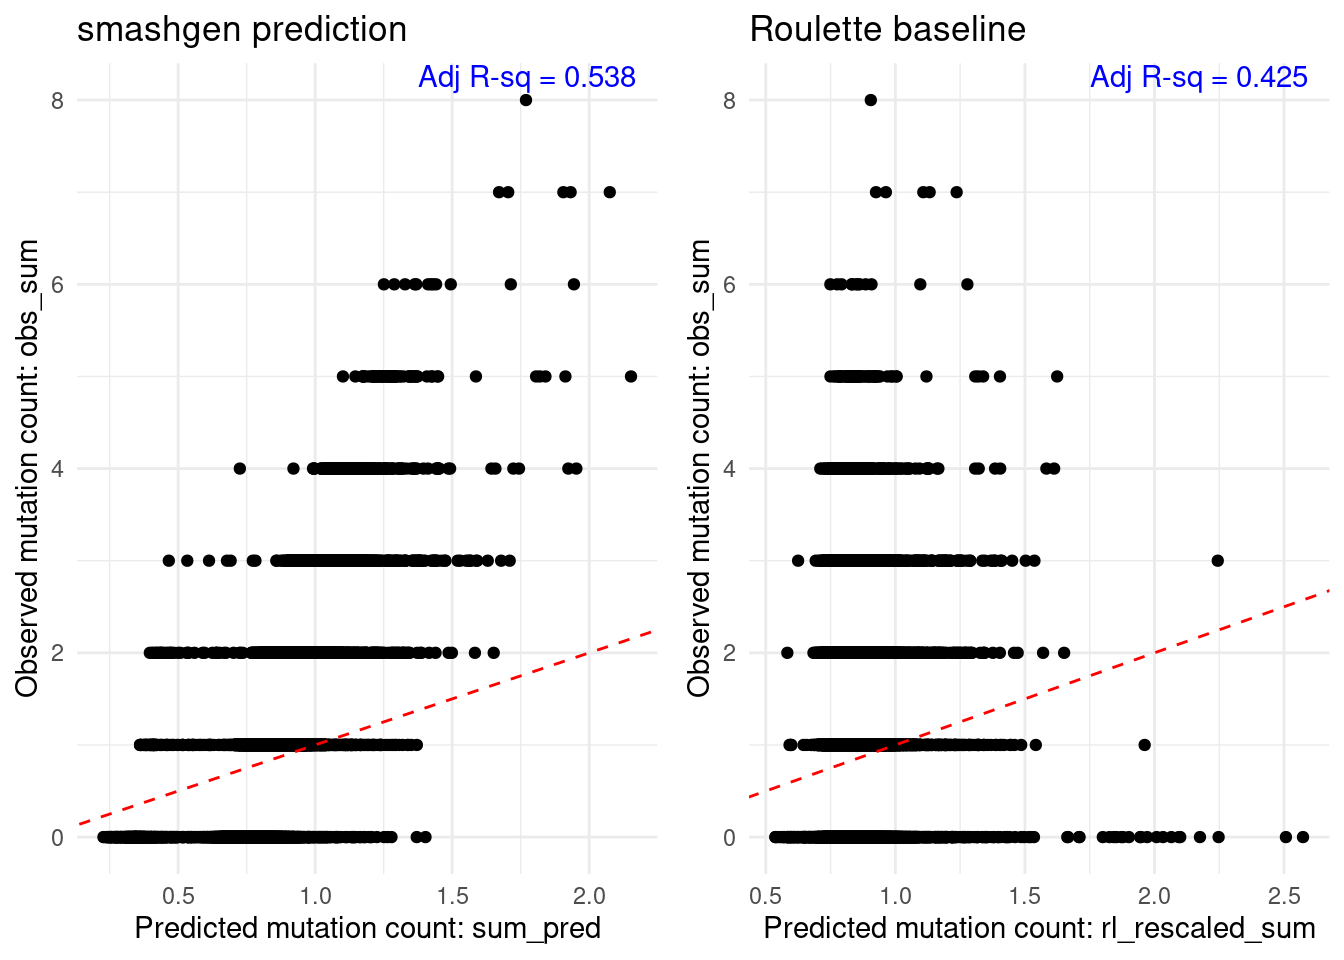 smashgen prediction
Adj R-sq = 0.538
Observed mutation count: obs_sum
8
6
4
2
0
0.5 1.0 1.5 2.0
Predicted mutation count: sum_pred
Roulette baseline
Adj R-sq = 0.425
Observed mutation count: obs_sum
8
6
4
2
0
0.5 1.0 1.5 2.0 2.5
Predicted mutation count: rl_rescaled_sum